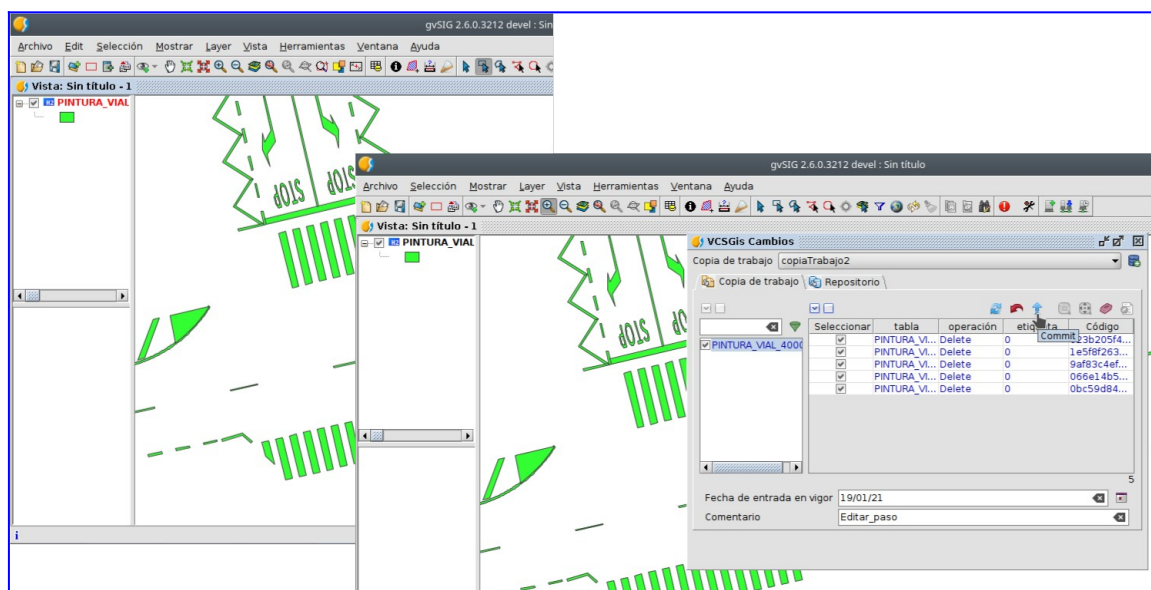 gvSIG 2.6.0.3212 devel : Sin
Archivo Edit Selección Mostrar Layer Vista Herramientas Ventana Ayuda
Vista: Sin título - 1
PINTURA_VIAL
STOP STOP
i
gvSIG 2.6.0.3212 devel : Sin título
Archivo Selección Mostrar Layer Vista Herramientas Ventana Ayuda
Vista: Sin título - 1
PINTURA_VIAL
STOP
VCSGis Cambios
Copia de trabajo copiaTrabajo2
Copia de trabajo Repositorio
Seleccionar tabla operación Código
Commit
PINTURA_VIAL_400
PINTURA_VI... Delete 0 23b205f4...
PINTURA_VI... Delete 0 1e5f8f263...
PINTURA_VI... Delete 0 9af83c4ef...
PINTURA_VI... Delete 0 066e14b5...
PINTURA_VI... Delete 0 0bc59d84...
5
Fecha de entrada en vigor 19/01/21
Comentario Editar_paso